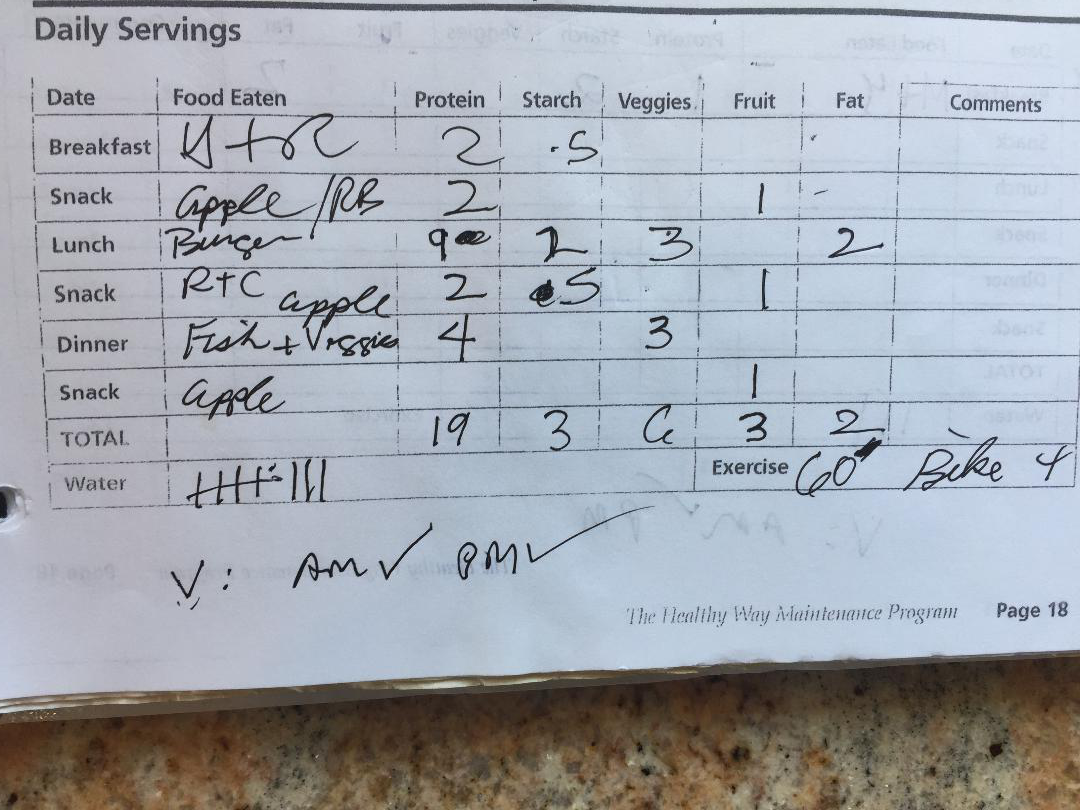 Daily Servings
Date Food Eaten Protein Starch Veggies Fruit Fat Comments
Breakfast Y+C 2 .5
Snack apple/RB 2 1 -
Lunch Burger 9 2 3 2
Snack R+C apple 2 .5 1
Dinner Fish + Veggies 4 3
Snack apple 1
TOTAL 19 3 6 3 2
Water Exercise 60 Bike 4
V: AM ✓ PM ✓
The Healthy Way Maintenance Program Page 18